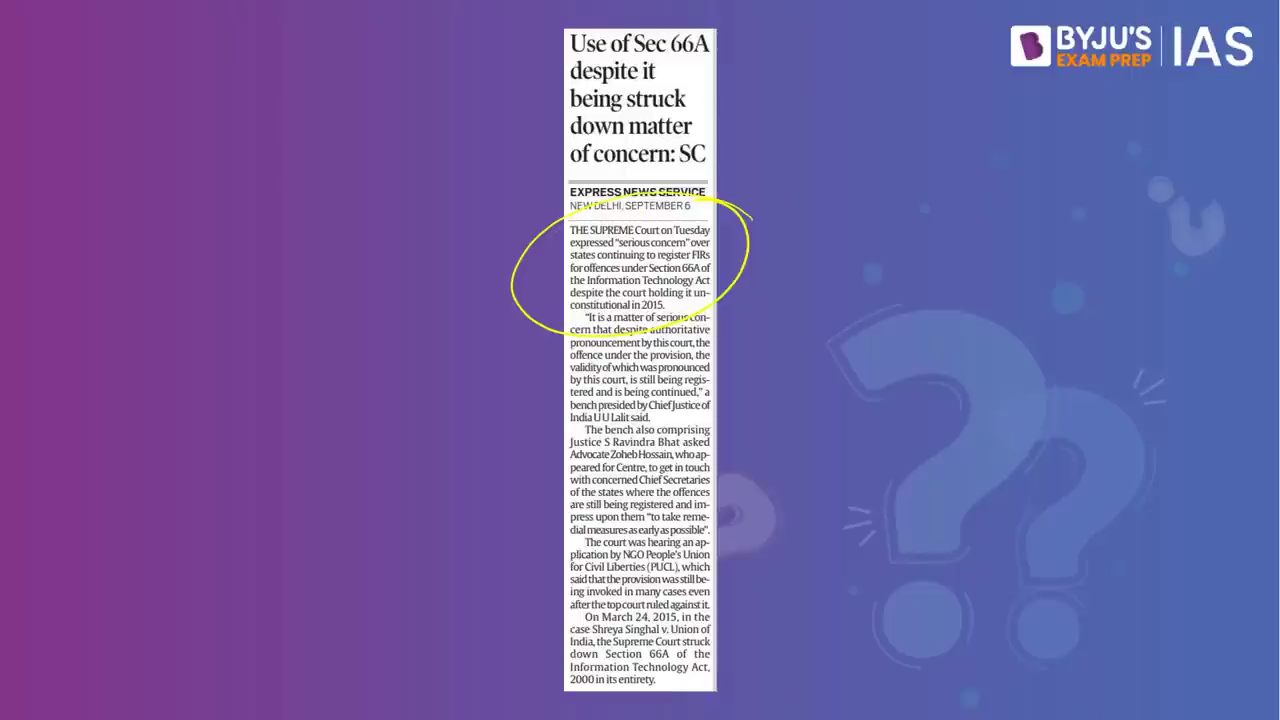 Use of Sec 66A
despite it
being struck
down matter
of concern: SC
EXPRESS NEWS SERVICE
NEW DELHI, SEPTEMBER 6
THE SUPREME Court on Tuesday
expressed "serious concern" over
states continuing to register FIRs
for offences under Section 66A of
the Information Technology Act
despite the court holding it un-
constitutional in 2015.
"It is a matter of serious con-
cern that despite authoritative
pronouncement by this court, the
offence under the provision, the
validity of which was pronounced
by this court, is still being regis-
tered and is being continued," a
bench presided by Chief Justice of
India U U Lalit said.
The bench also comprising
Justice S Ravindra Bhat asked
Advocate Zoheb Hossain, who ap-
peared for Centre, to get in touch
with concerned Chief Secretaries
of the states where the offences
are still being registered and im-
press upon them "to take reme-
dial measures as early as possible".
The court was hearing an ap-
plication by NGO People's Union
for Civil Liberties (PUCL), which
said that the provision was still be-
ing invoked in many cases even
after the top court ruled against it.
On March 24, 2015, in the
case Shreya Singhal v. Union of
India, the Supreme Court struck
down Section 66A of the
Information Technology Act,
2000 in its entirety.
BYJU'S
EXAM PREP
IAS